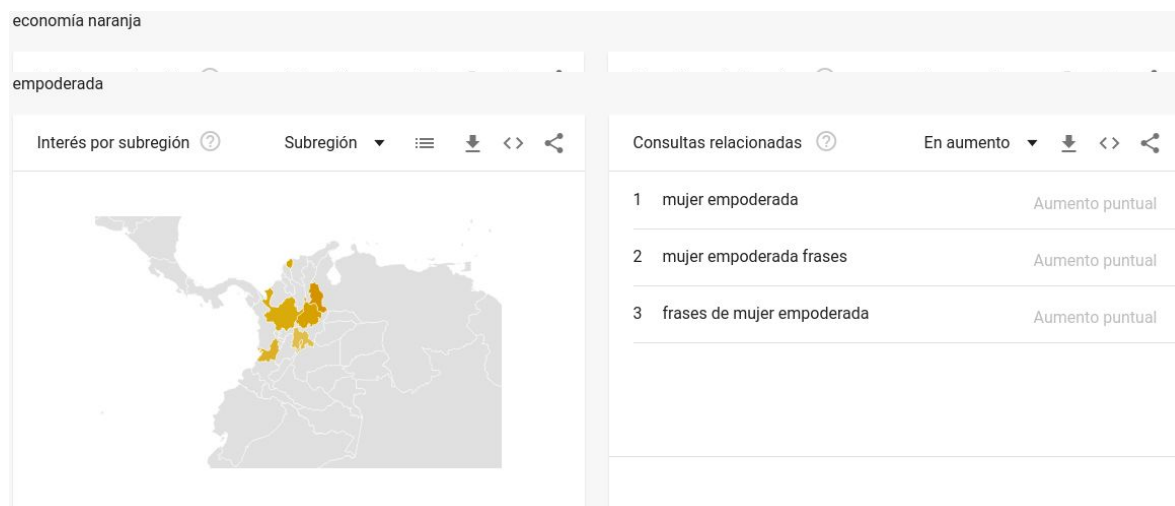 economía naranja
empoderada
Interés por subregión
Subregión
Consultas relacionadas
En aumento
1 mujer empoderada Aumento puntual
2 mujer empoderada frases Aumento puntual
3 frases de mujer empoderada Aumento puntual